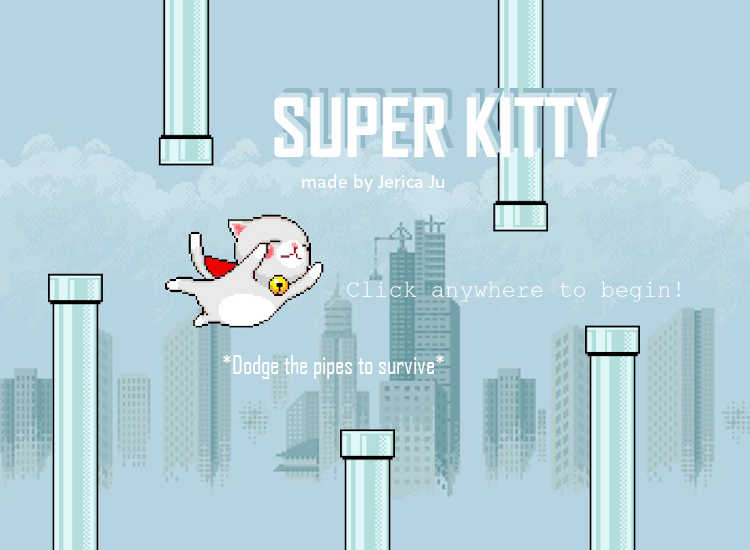 SUPER KITTY
made by Jerica Ju
Click anywhere to begin!
*Dodge the pipes to survive*